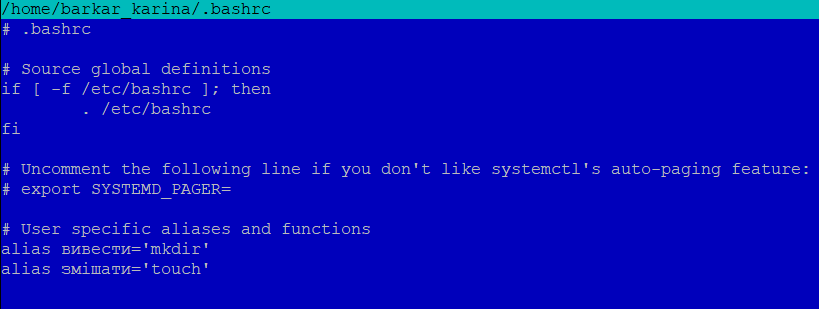 /home/barkar_karina/.bashrc
# .bashrc
# Source global definitions
if [ -f /etc/bashrc ]; then
        . /etc/bashrc
fi
# Uncomment the following line if you don't like systemctl's auto-paging feature:
# export SYSTEMD_PAGER=
# User specific aliases and functions
alias вивести='mkdir'
alias змішати='touch'